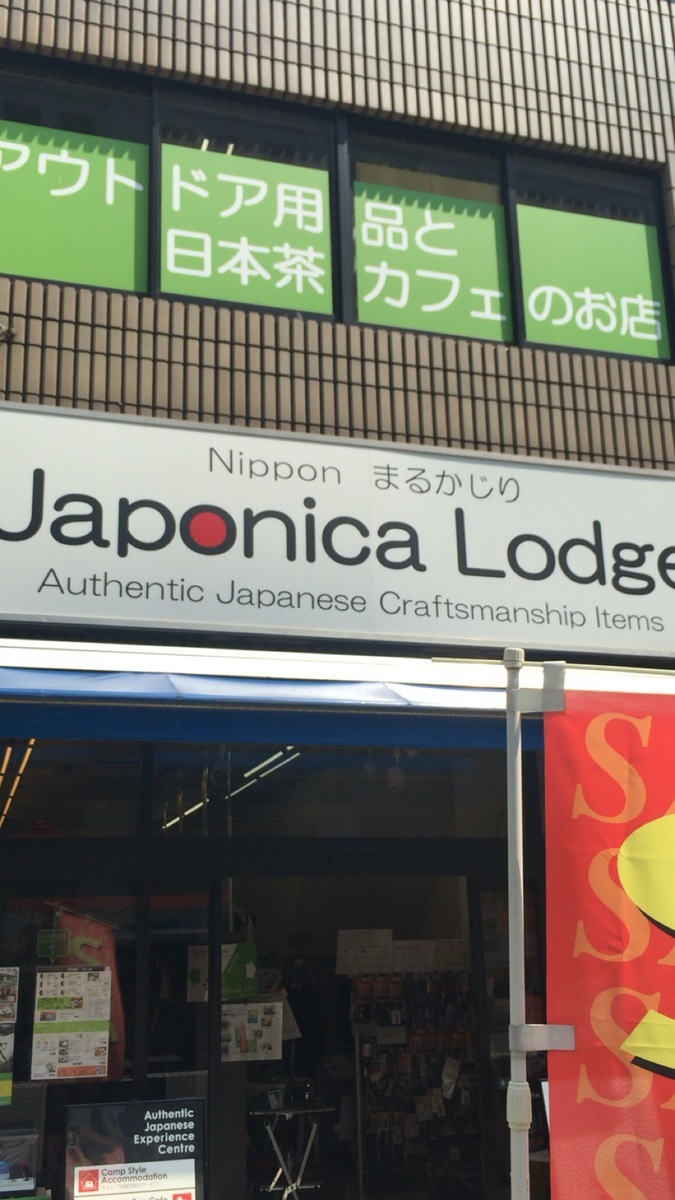 アウトドア用品と
日本茶カフェのお店
Nippon まるかじり
Japonica Lodge
Authentic Japanese Craftsmanship Items
S
S
S
S
Authentic
Japanese
Experience
Centre
Camp Style
Accommodation